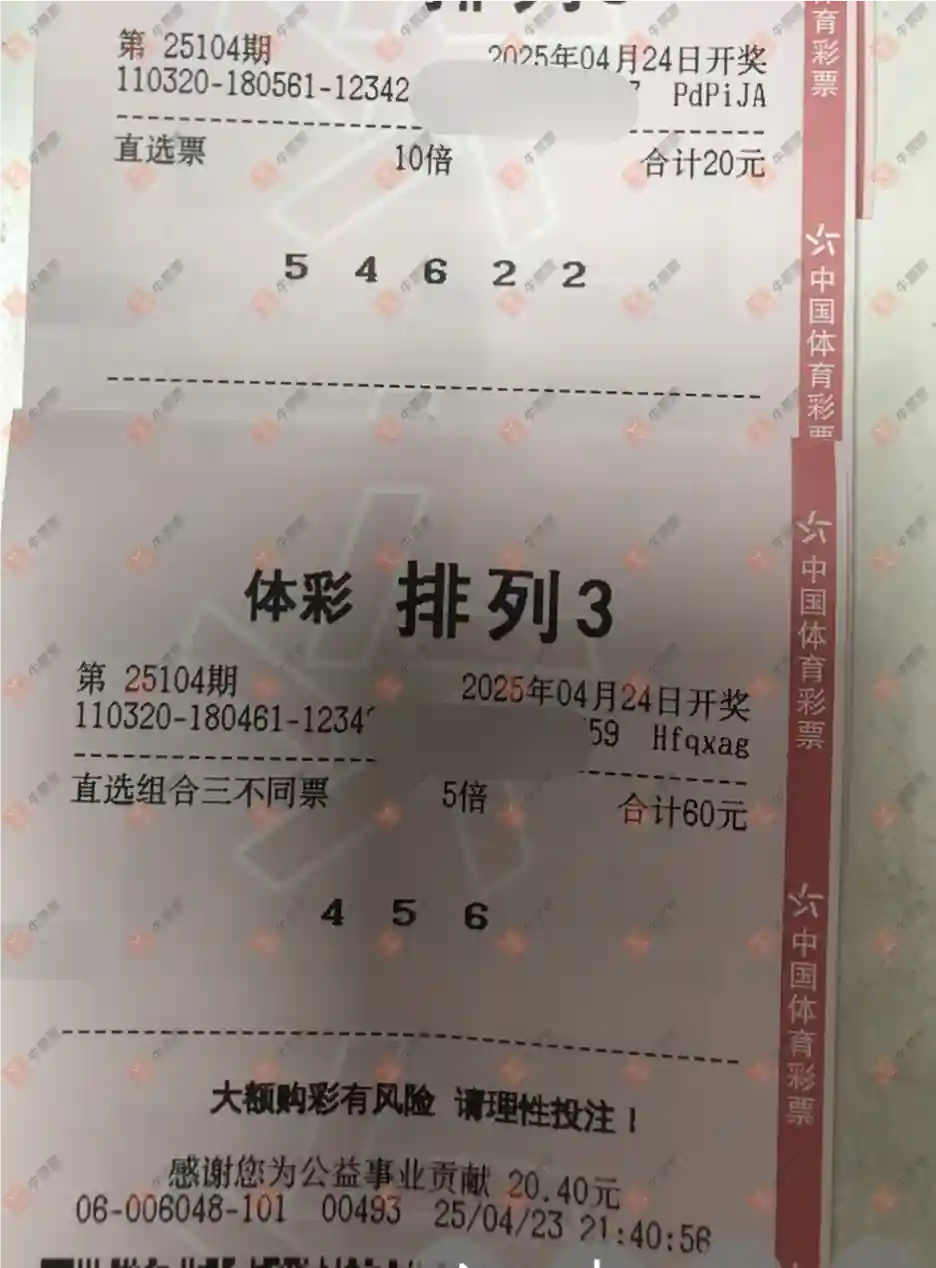 第 25104期 2025年04月24日开奖
110320-180561-12342 7 PdPiJA
直选票 10倍 合计20元
5 4 6 2 2
体彩 排列3
第 25104期 2025年04月24日开奖
110320-180461-1234 59 Hfqxag
直选组合三不同票 5倍 合计60元
4 5 6
大额购彩有风险 请理性投注!
感谢您为公益事业贡献 20.40元
06-006048-101 00493 25/04/23 21:40:56
体育彩票
中国体育彩票
中国体育彩票
中国体育彩票